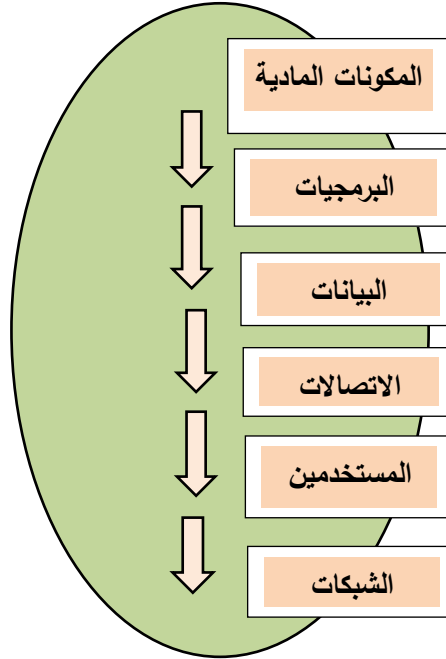 المكونات المادية
البرمجيات
البيانات
الاتصالات
المستخدمين
الشبكات